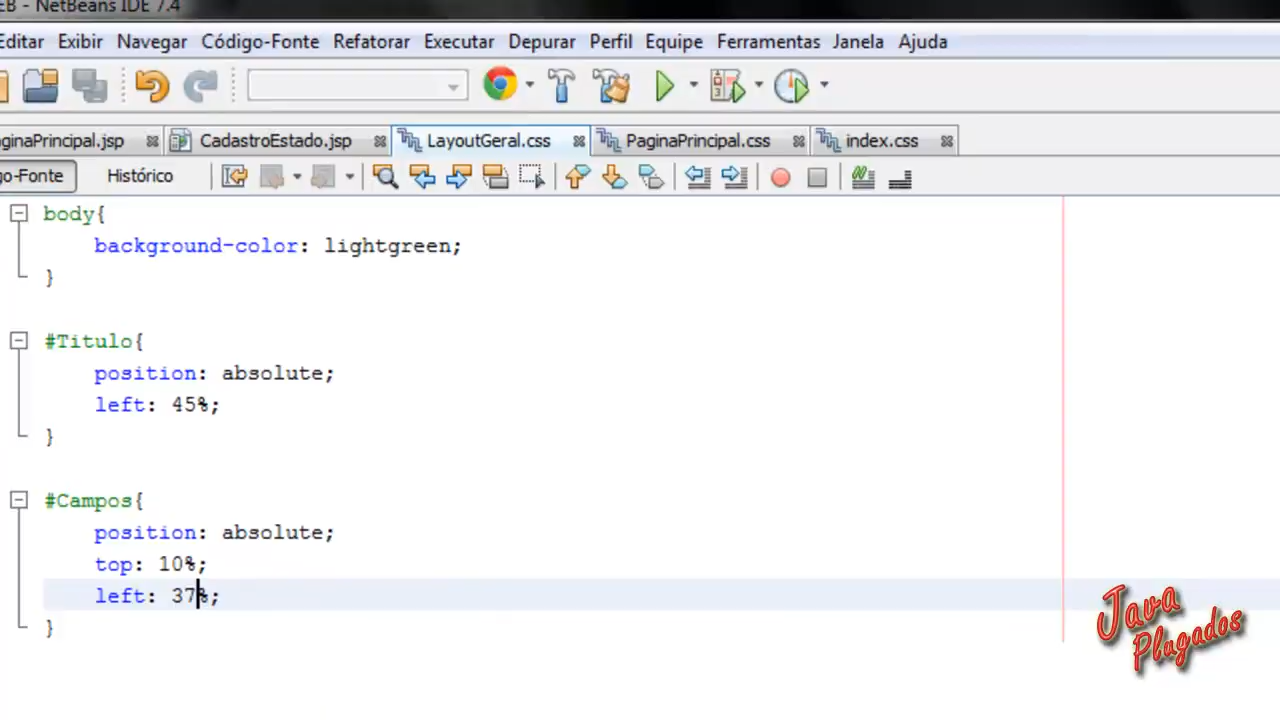 EB - NetBeans IDE 7.4
Editar Exibir Navegar Código-Fonte Refatorar Executar Depurar Perfil Equipe Ferramentas Janela Ajuda
aginaPrincipal.jsp CadastroEstado.jsp LayoutGeral.css PaginaPrincipal.css index.css
go-Fonte Histórico
body{
background-color: lightgreen;
}
#Titulo{
position: absolute;
left: 45%;
}
#Campos{
position: absolute;
top: 10%;
left: 37%;
}
Java
Plugados